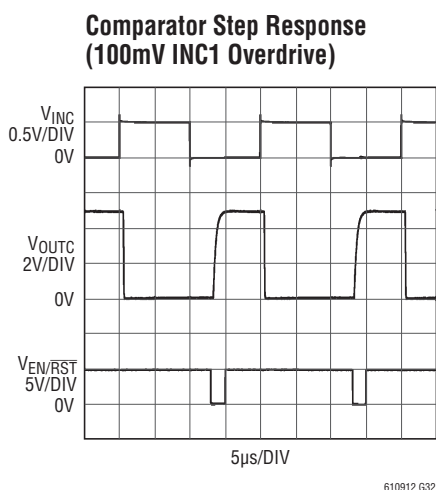 Comparator Step Response
(100mV INC1 Overdrive)
VINC
0.5V/DIV
0V
VOUTC
2V/DIV
0V
VEN/RST
5V/DIV
0V
5µs/DIV
610912 G32